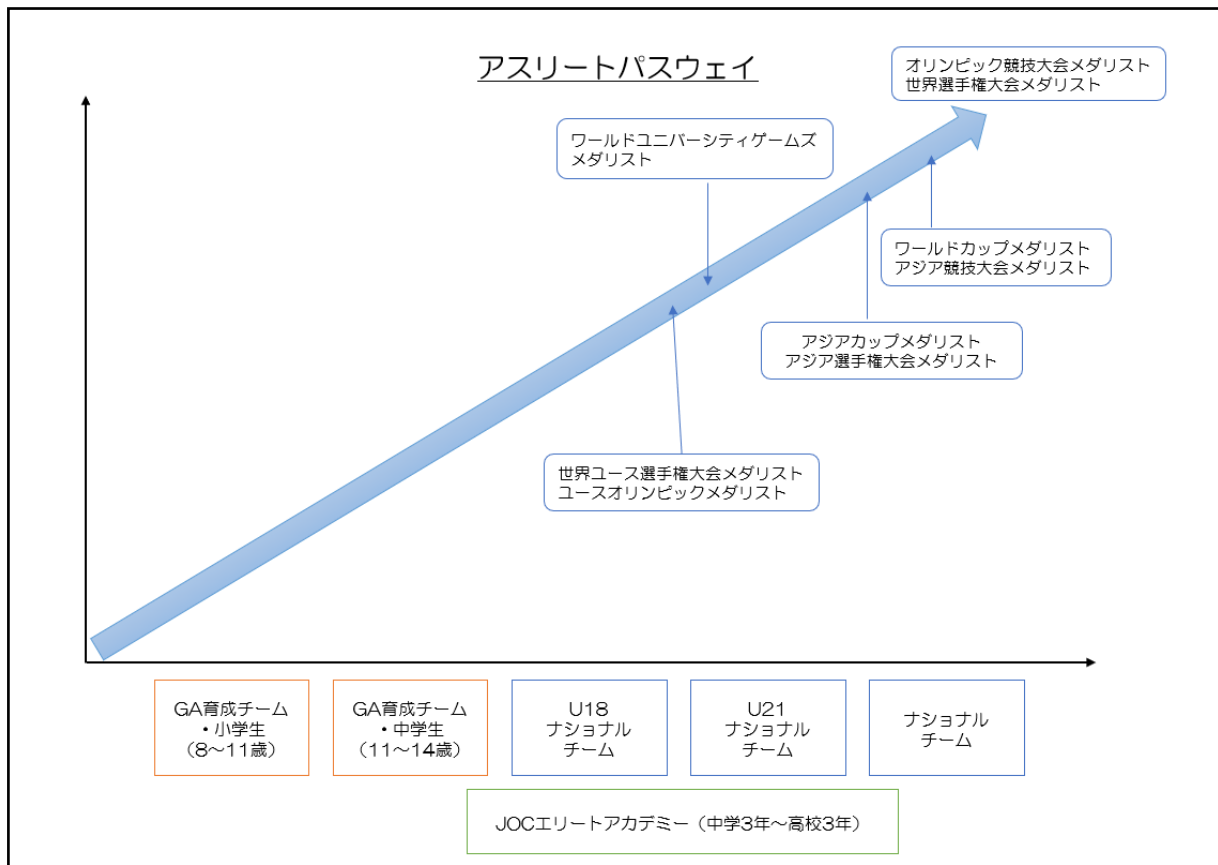 アスリートパスウェイ
オリンピック競技大会メダリスト
世界選手権大会メダリスト
ワールドユニバーシティゲームズ
メダリスト
ワールドカップメダリスト
アジア競技大会メダリスト
アジアカップメダリスト
アジア選手権大会メダリスト
世界ユース選手権大会メダリスト
ユースオリンピックメダリスト
GA育成チーム
・小学生
（8～11歳）
GA育成チーム
・中学生
（11～14歳）
U18
ナショナル
チーム
U21
ナショナル
チーム
ナショナル
チーム
JOCエリートアカデミー（中学3年～高校3年）